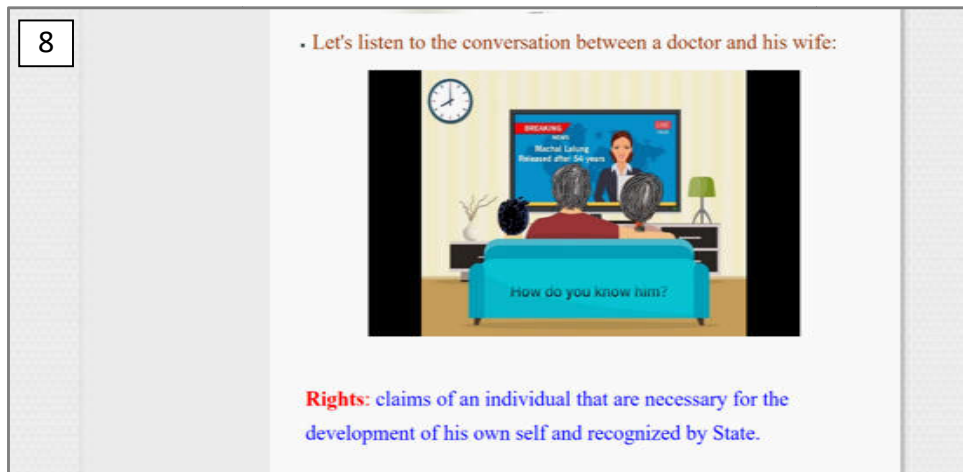 8
▪ Let's listen to the conversation between a doctor and his wife:
BREAKING
NEWS
LIVE
Machal Lalung
Released after 54 years
How do you know him?
Rights: claims of an individual that are necessary for the
development of his own self and recognized by State.